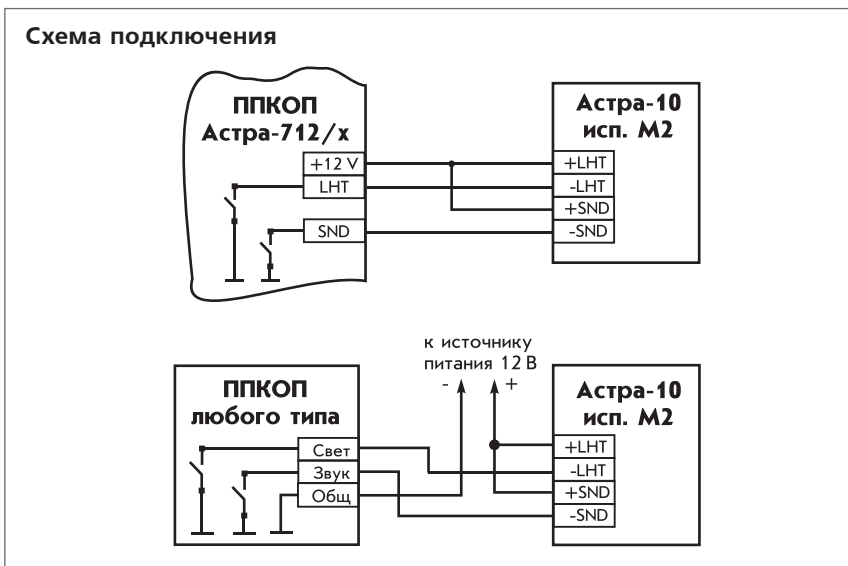 Схема подключения
ППКОП
Астра-712/х
+12 V
LHT
SND
Астра-10
исп. М2
+LHT
-LHT
+SND
-SND
к источнику
питания 12 В
- +
ППКОП
любого типа
Свет
Звук
Общ
Астра-10
исп. М2
+LHT
-LHT
+SND
-SND